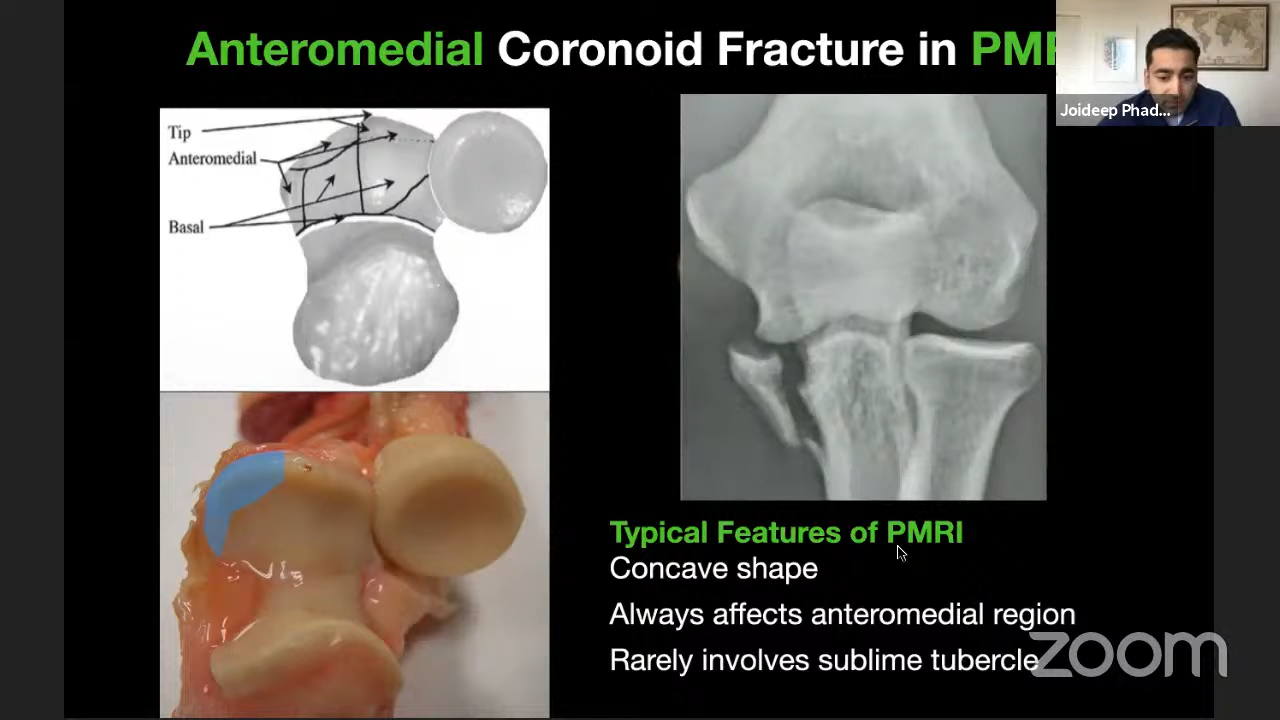 Anteromedial Coronoid Fracture in PM
Joideep Phad...
Tip
Anteromedial
Basal
Typical Features of PMRI
Concave shape
Always affects anteromedial region
Rarely involves sublime tubercle
zoom